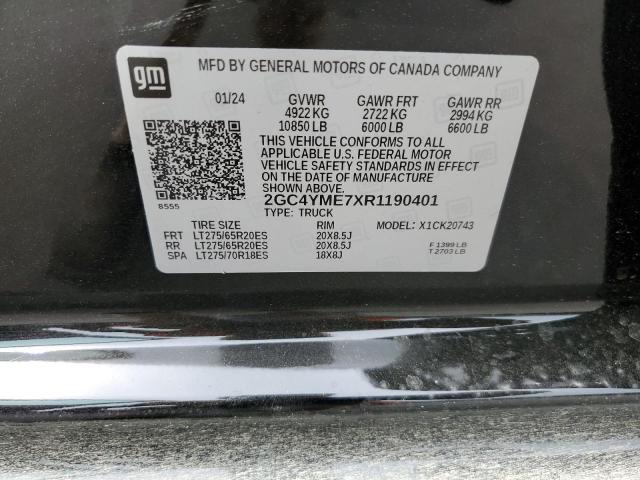 gm
MFD BY GENERAL MOTORS OF CANADA COMPANY
01/24 GVWR GAWR FRT GAWR RR
4922 KG 2722 KG 2994 KG
10850 LB 6000 LB 6600 LB
THIS VEHICLE CONFORMS TO ALL
APPLICABLE U.S. FEDERAL MOTOR
VEHICLE SAFETY STANDARDS IN EFFECT
ON THE DATE OF MANUFACTURE
SHOWN ABOVE.
8555 2GC4YME7XR1190401
TYPE: TRUCK
TIRE SIZE RIM MODEL: X1CK20743
FRT LT275/65R20ES 20X8.5J
RR LT275/65R20ES 20X8.5J F 1399 LB
SPA LT275/70R18ES 18X8J T 2703 LB